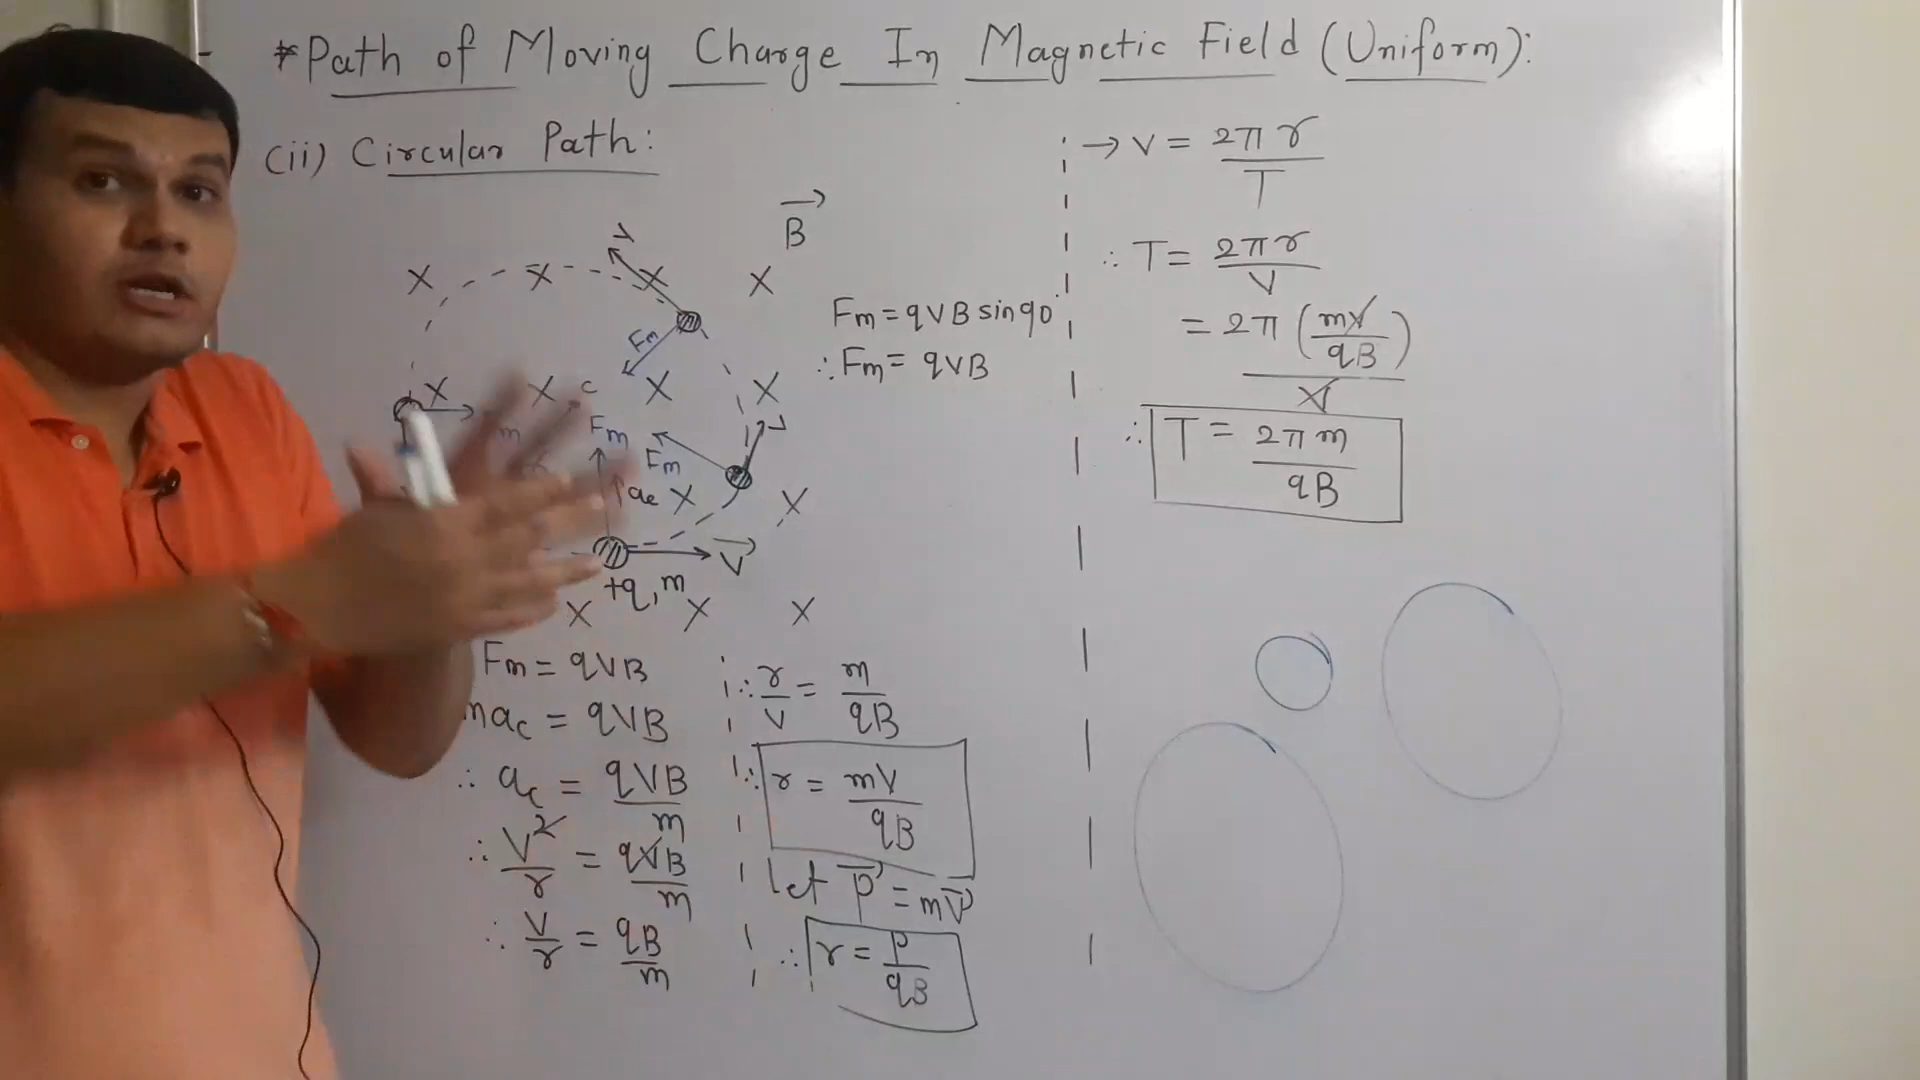 *Path of Moving Charge In Magnetic Field (Uniform):
(ii) Circular Path:
B
X X X X
V
Fm
Fm = qVB sin90°
∴ Fm = qVB
X X C X X
Fm
Fm
V
ac X X
V
+q, m
X X X
Fm = qVB
mac = qVB
∴ ac = qVB/m
∴ V²/r = qVB/m
∴ V/r = qB/m
∴ r/V = m/qB
∴ r = mV/qB
Let P = mV
∴ r = P/qB
→ V = 2πr/T
∴ T = 2πr/V
= 2π (mV/qB)/V
∴ T = 2πm/qB